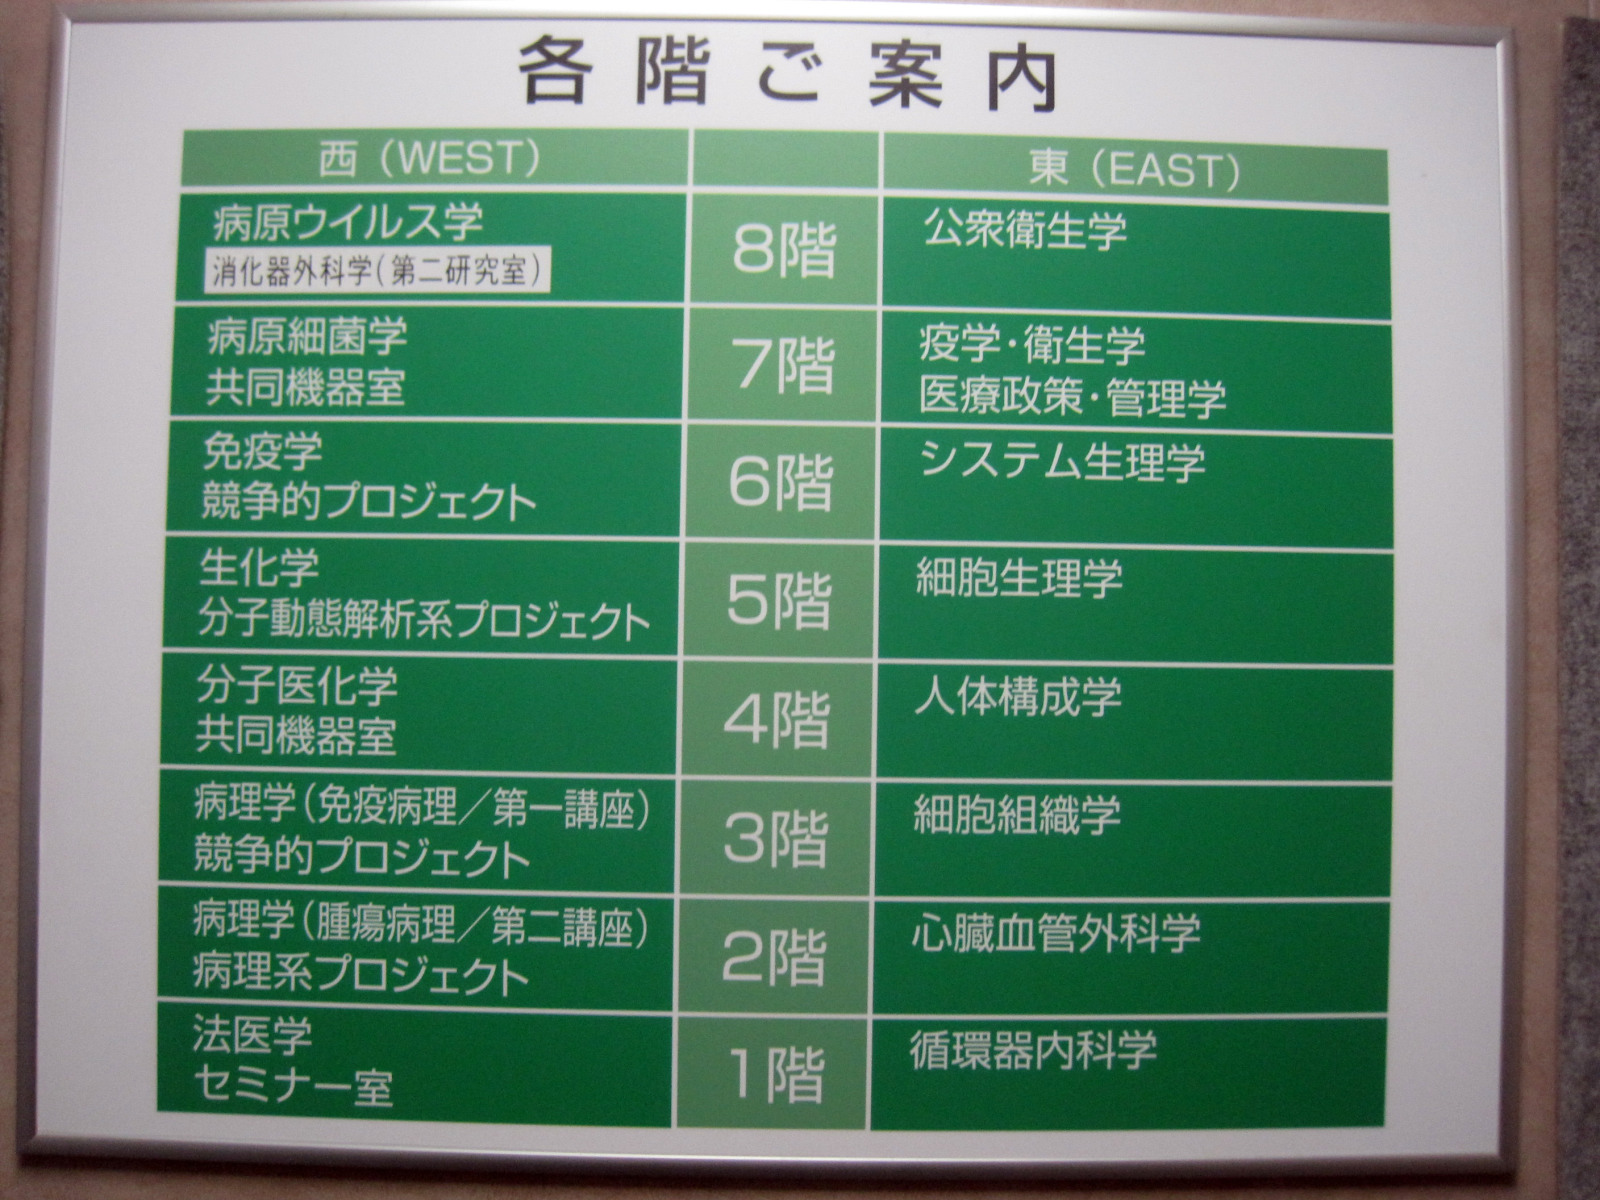 各階ご案内
西（WEST） 東（EAST）
病原ウイルス学
消化器外科学（第二研究室）
8階
公衆衛生学
病原細菌学
共同機器室
7階
疫学・衛生学
医療政策・管理学
免疫学
競争的プロジェクト
6階
システム生理学
生化学
分子動態解析系プロジェクト
5階
細胞生理学
分子医化学
共同機器室
4階
人体構成学
病理学（免疫病理／第一講座）
競争的プロジェクト
3階
細胞組織学
病理学（腫瘍病理／第二講座）
病理系プロジェクト
2階
心臓血管外科学
法医学
セミナー室
1階
循環器内科学